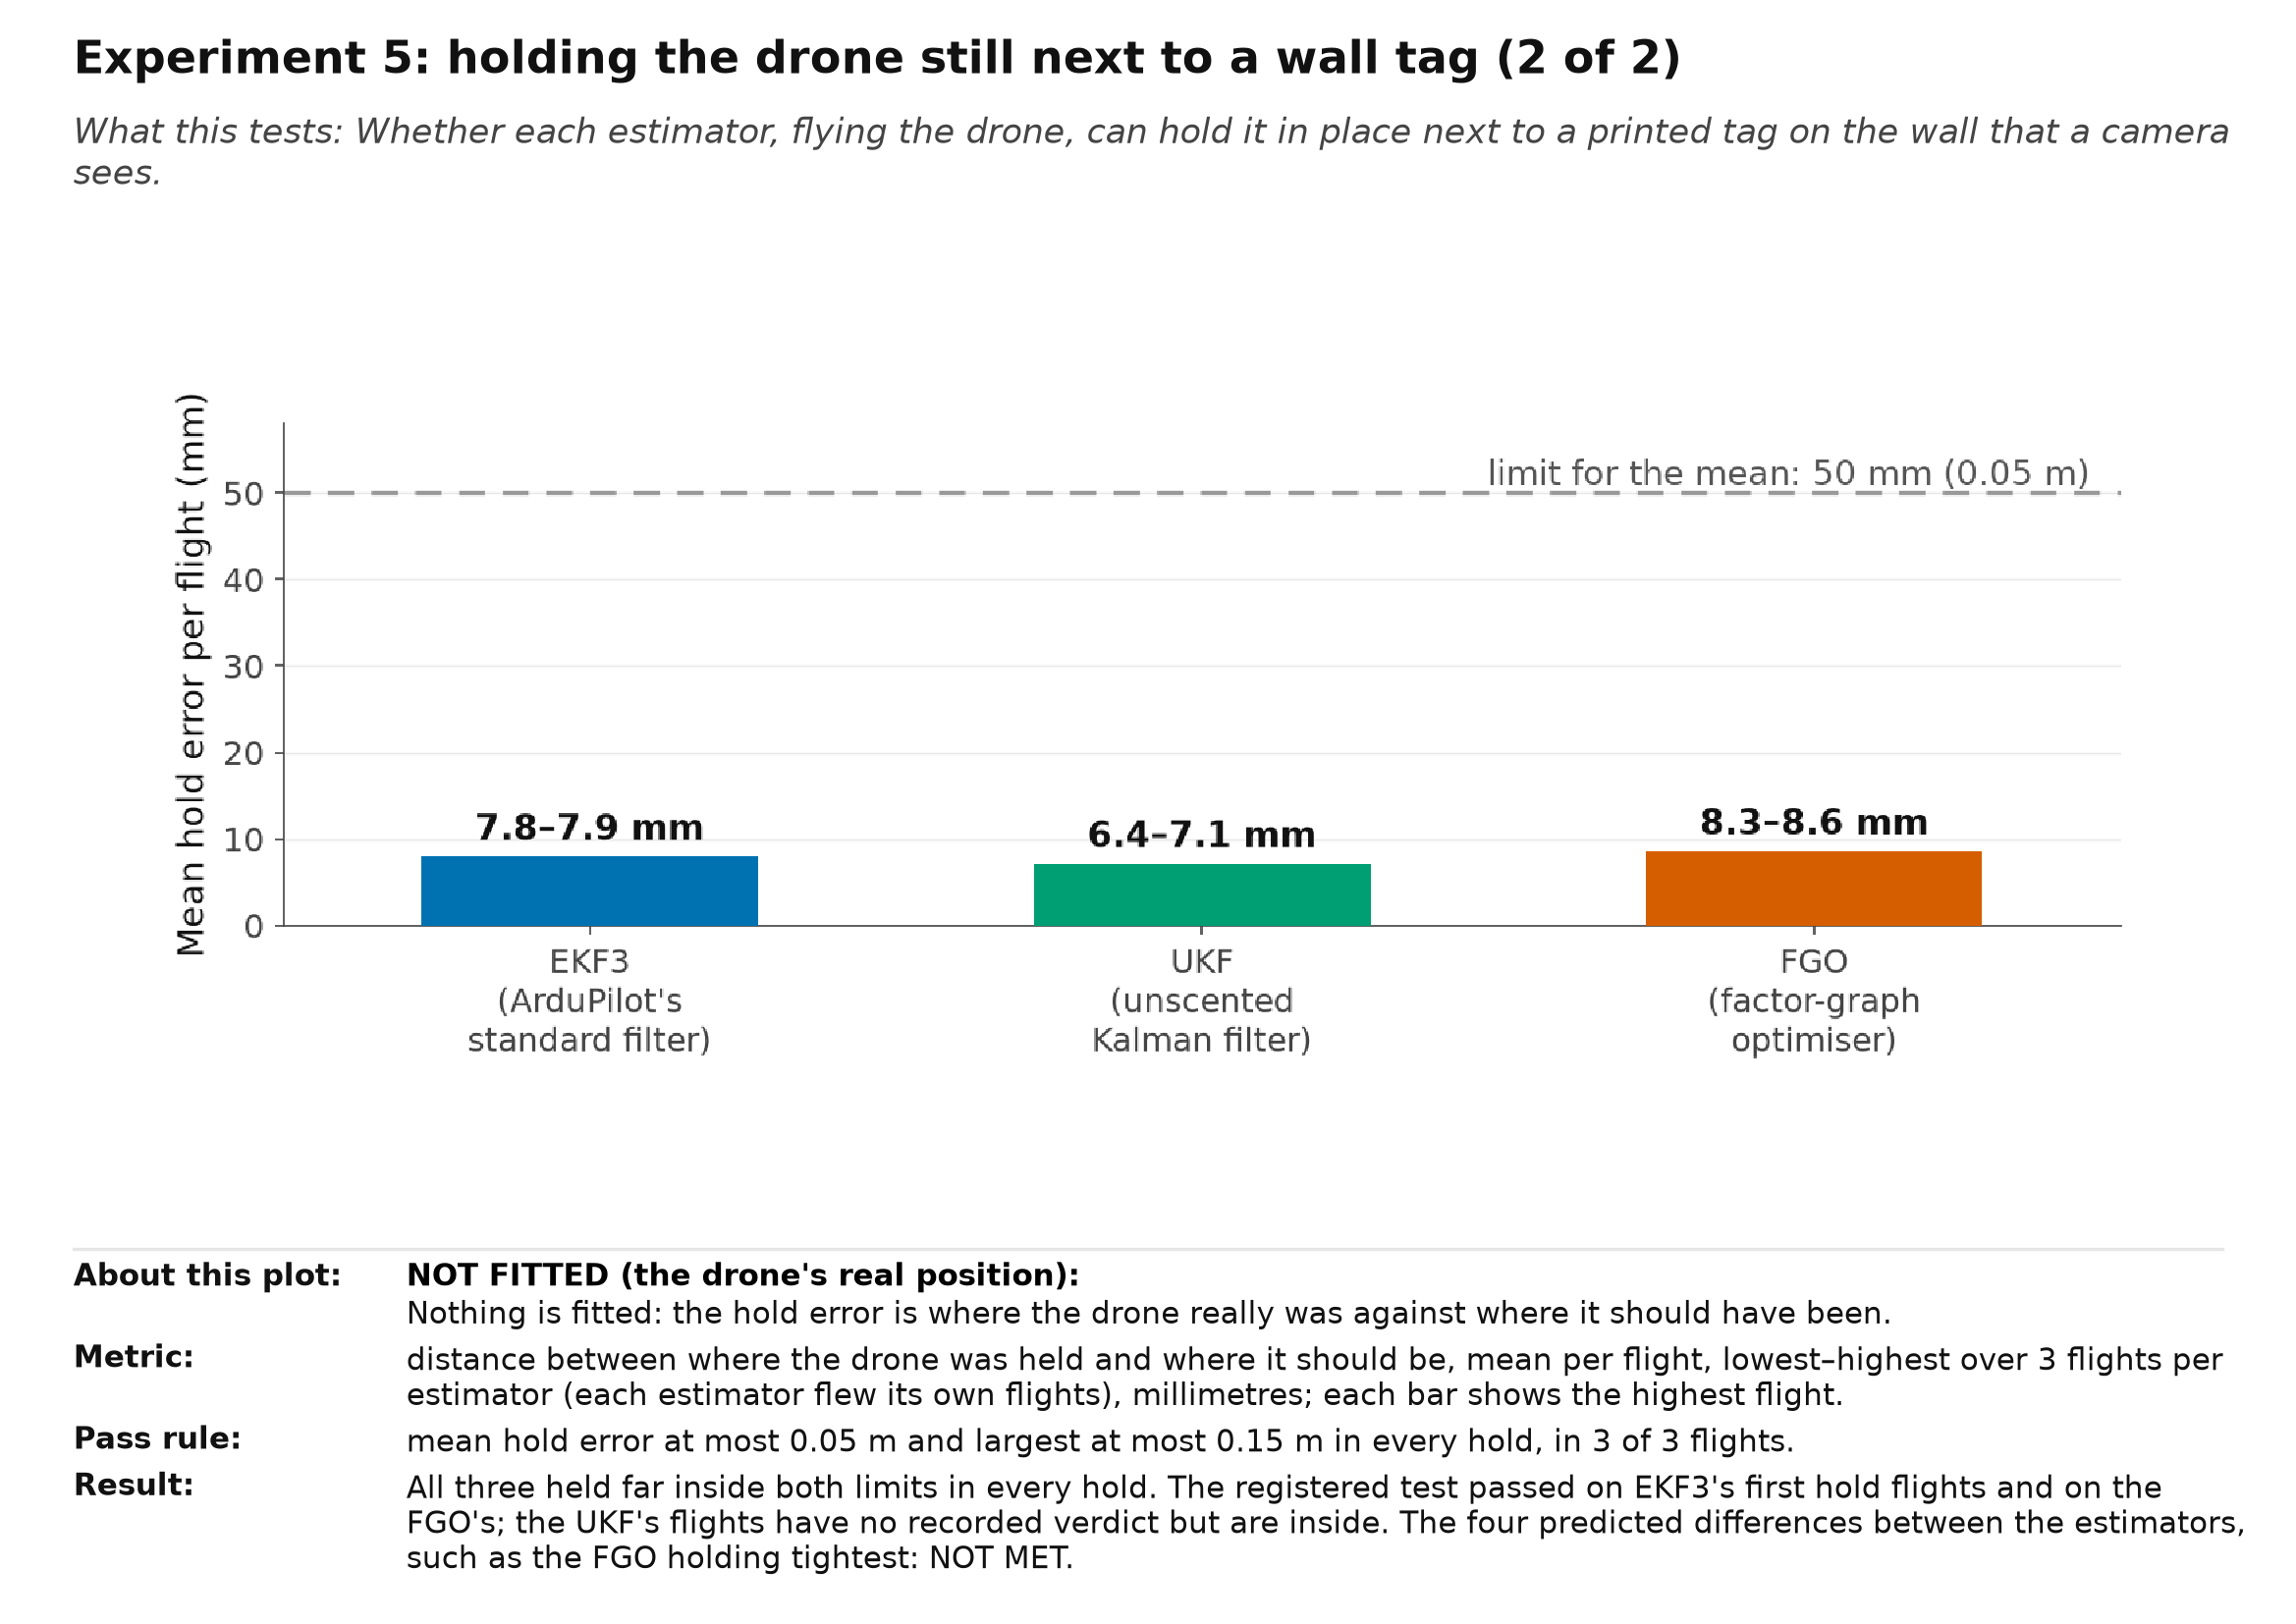 Experiment 5: holding the drone still next to a wall tag (2 of 2)
What this tests: Whether each estimator, flying the drone, can hold it in place next to a printed tag on the wall that a camera
sees.
Mean hold error per flight (mm)
limit for the mean: 50 mm (0.05 m)
50
40
30
20
10
0
7.8–7.9 mm
6.4–7.1 mm
8.3–8.6 mm
EKF3
(ArduPilot's
standard filter)
UKF
(unscented
Kalman filter)
FGO
(factor-graph
optimiser)
About this plot:
NOT FITTED (the drone's real position):
Nothing is fitted: the hold error is where the drone really was against where it should have been.
Metric:
distance between where the drone was held and where it should be, mean per flight, lowest–highest over 3 flights per
estimator (each estimator flew its own flights), millimetres; each bar shows the highest flight.
Pass rule:
mean hold error at most 0.05 m and largest at most 0.15 m in every hold, in 3 of 3 flights.
Result:
All three held far inside both limits in every hold. The registered test passed on EKF3's first hold flights and on the
FGO's; the UKF's flights have no recorded verdict but are inside. The four predicted differences between the estimators,
such as the FGO holding tightest: NOT MET.